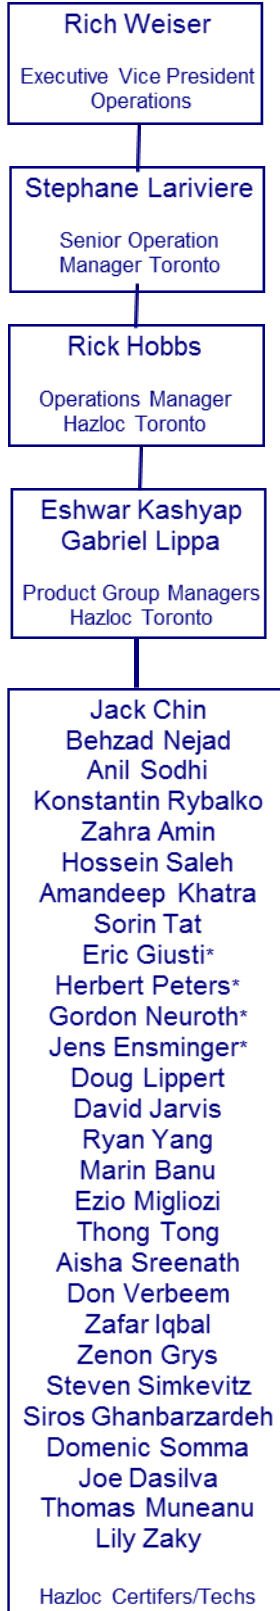 Rich Weiser
Executive Vice President
Operations
Stephane Lariviere
Senior Operation
Manager Toronto
Rick Hobbs
Operations Manager
Hazloc Toronto
Eshwar Kashyap
Gabriel Lippa
Product Group Managers
Hazloc Toronto
Jack Chin
Behzad Nejad
Anil Sodhi
Konstantin Rybalko
Zahra Amin
Hossein Saleh
Amandeep Khatra
Sorin Tat
Eric Giusti*
Herbert Peters*
Gordon Neuroth*
Jens Ensminger*
Doug Lippert
David Jarvis
Ryan Yang
Marin Banu
Ezio Migliozi
Thong Tong
Aisha Sreenath
Don Verbeem
Zafar Iqbal
Zenon Grys
Steven Simkevitz
Siros Ghanbarzardeh
Domenic Somma
Joe Dasilva
Thomas Muneanu
Lily Zaky
Hazloc Certifers/Techs